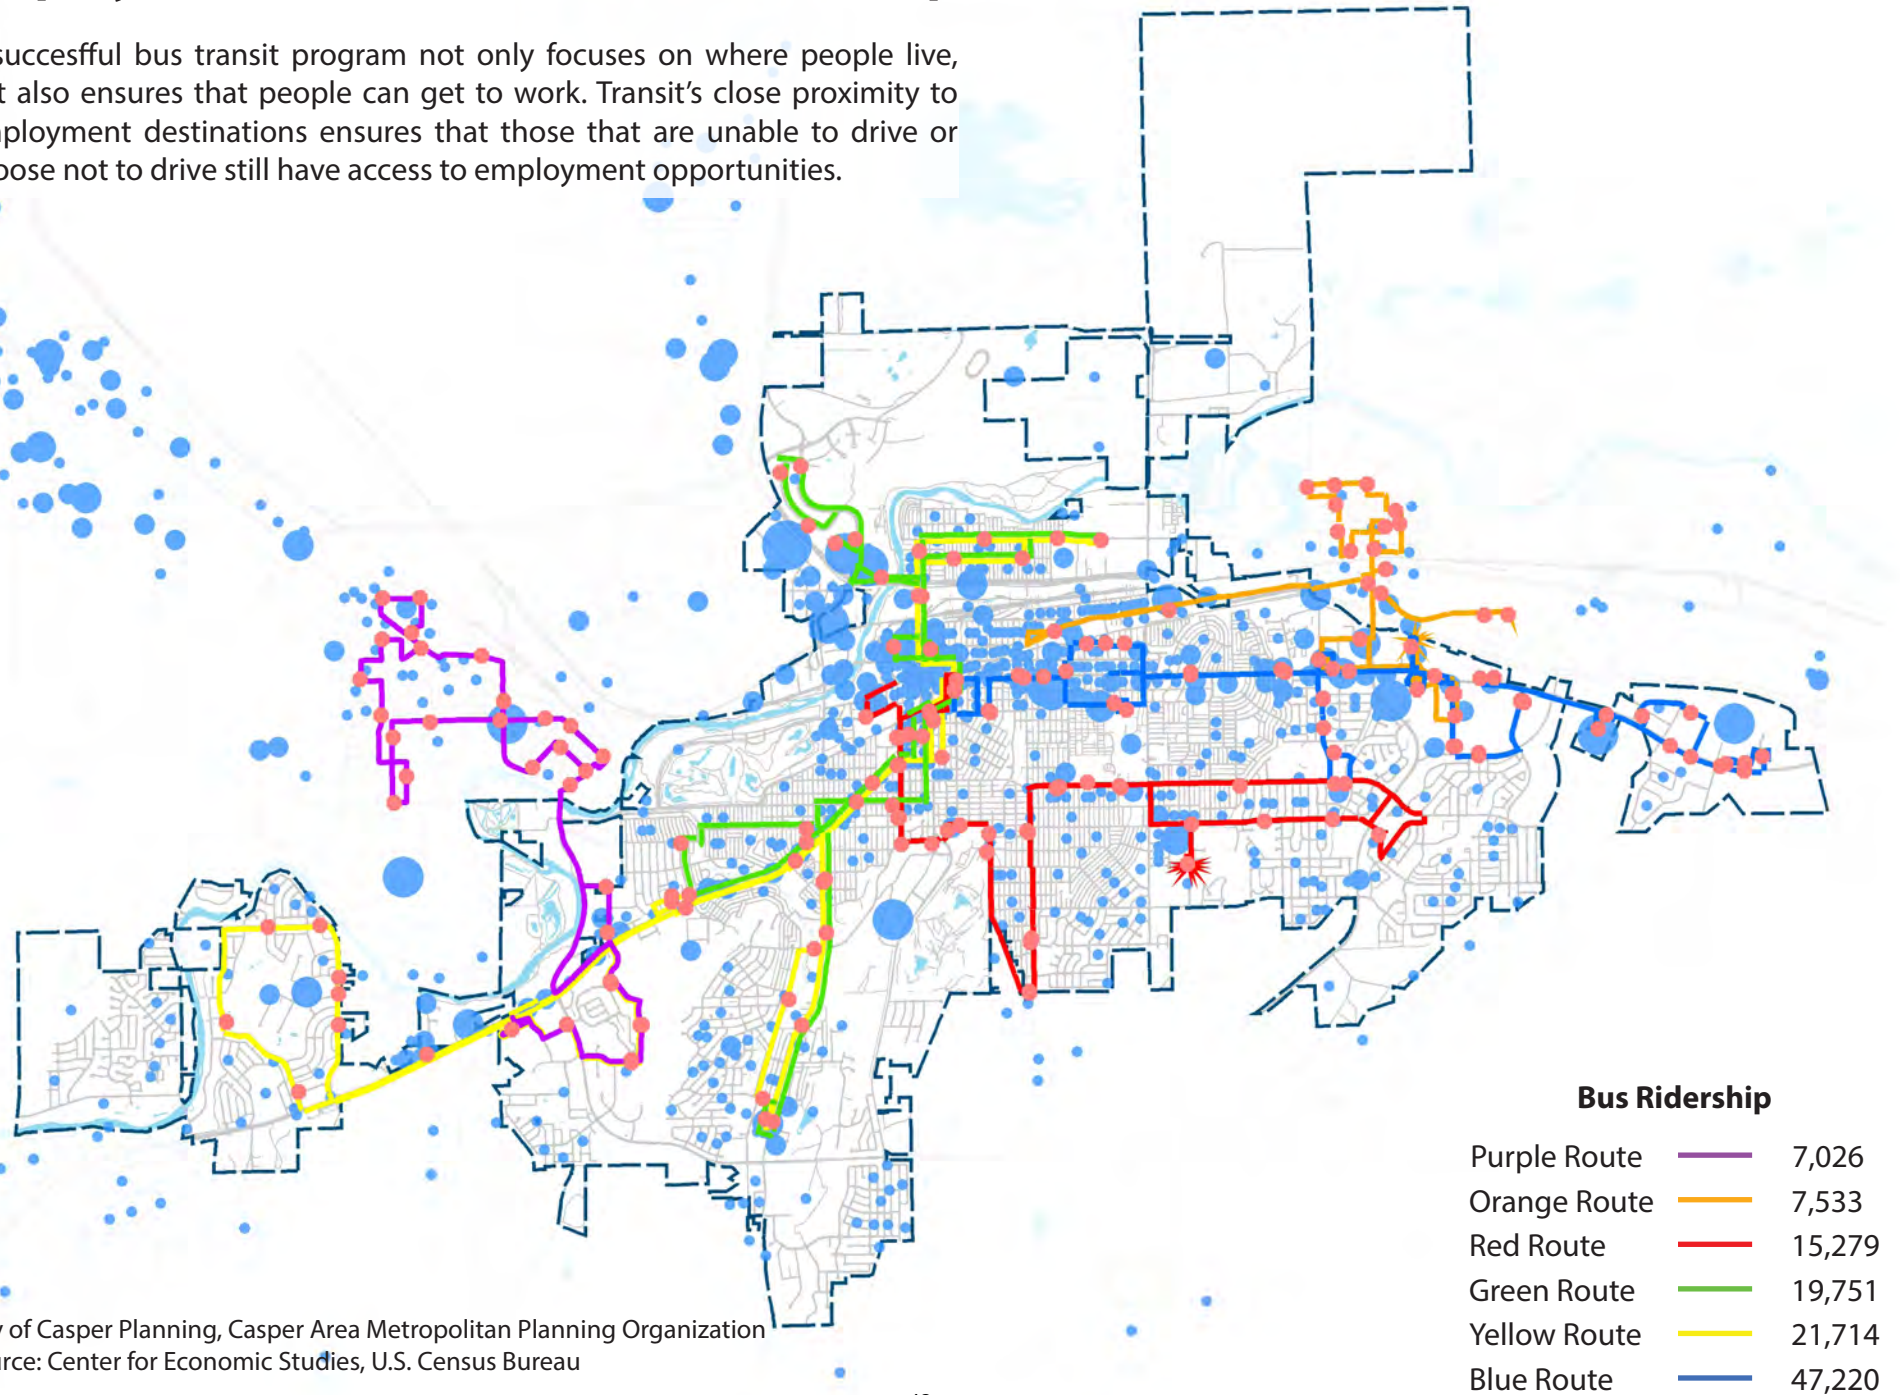 succesfful bus transit program not only focuses on where people live,
also ensures that people can get to work. Transit's close proximity to
destinations ensures that those that are unable to drive or
not to drive still have access to employment opportunities.
Bus Ridership
Purple Route 7,026
Orange Route 7,533
Red Route 15,279
Green Route 19,751
Yellow Route 21,714
Blue Route 47,220
of Casper Planning, Casper Area Metropolitan Planning Organization
Center for Economic Studies, U.S. Census Bureau